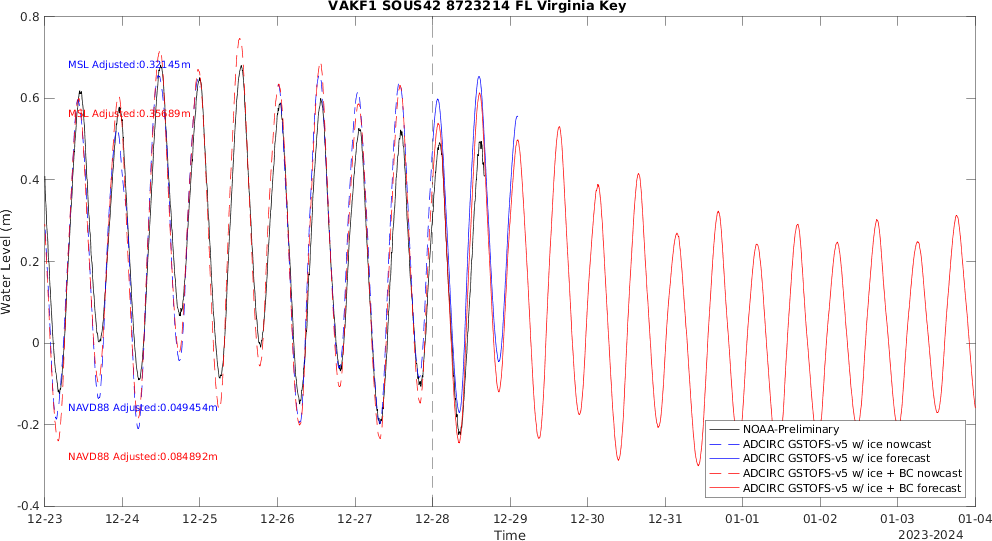 VAKF1 SOUS42 8723214 FL Virginia Key
0.8
0.6
0.4
0.2
0
-0.2
-0.4
Water Level (m)
MSL Adjusted:0.32145m
MSL Adjusted:0.35689m
NAVD88 Adjusted:0.049454m
NAVD88 Adjusted:0.084892m
NOAA-Preliminary
ADCIRC GSTOFS-v5 w/ ice nowcast
ADCIRC GSTOFS-v5 w/ ice forecast
ADCIRC GSTOFS-v5 w/ ice + BC nowcast
ADCIRC GSTOFS-v5 w/ ice + BC forecast
12-23 12-24 12-25 12-26 12-27 12-28 12-29 12-30 12-31 01-01 01-02 01-03 01-04
Time
2023-2024